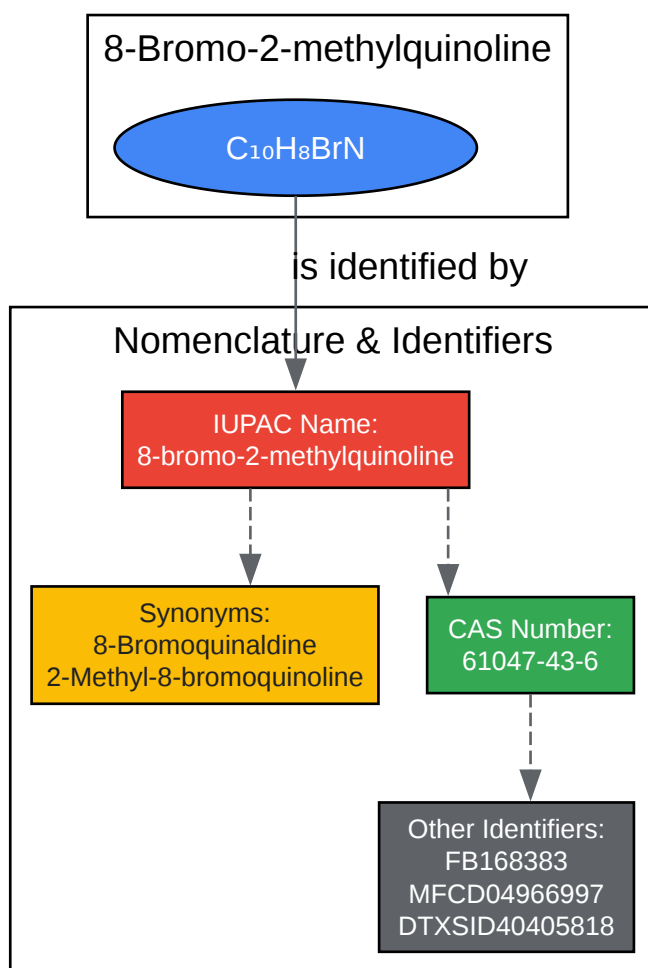 8-Bromo-2-methylquinoline
C₁₀H₈BrN
is identified by
Nomenclature & Identifiers
IUPAC Name:
8-bromo-2-methylquinoline
Synonyms:
8-Bromoquinaldine
2-Methyl-8-bromoquinoline
CAS Number:
61047-43-6
Other Identifiers:
FB168383
MFCD04966997
DTXSID40405818